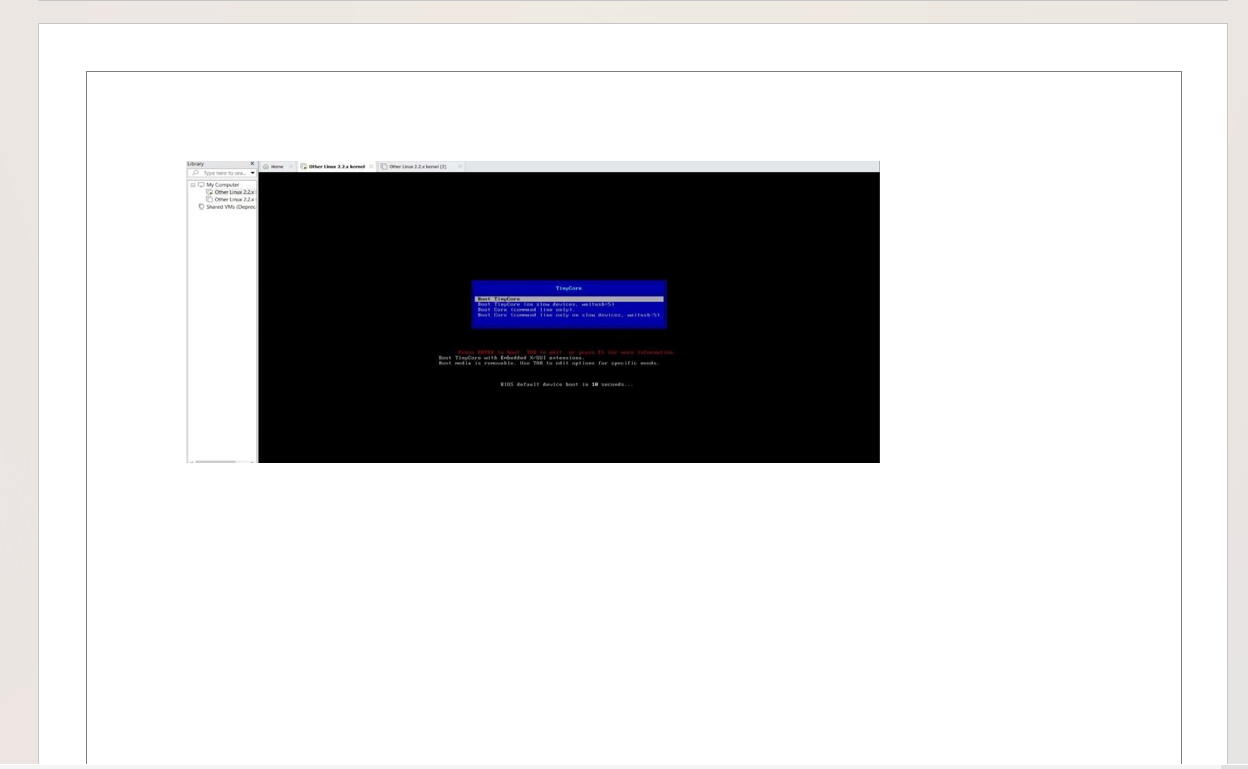 Library
Type here to sea...
My Computer
Other Linux 2.2.x
Other Linux 2.2.x
Shared VMs (Deprec
Home
Other Linux 2.2.x kernel
Other Linux 2.2.x kernel (2)
TinyCore
Boot TinyCore
Boot TinyCore (on slow devices, waitusb=5)
Boot Core (command line only).
Boot Core (command line only on slow devices, waitusb=5)
Press ENTER to boot, TAB to edit, or press F1 for more information.
Boot TinyCore with Embedded X/GUI extensions.
Boot media is removable. Use TAB to edit options for specific needs.
BIOS default device boot in 10 seconds...